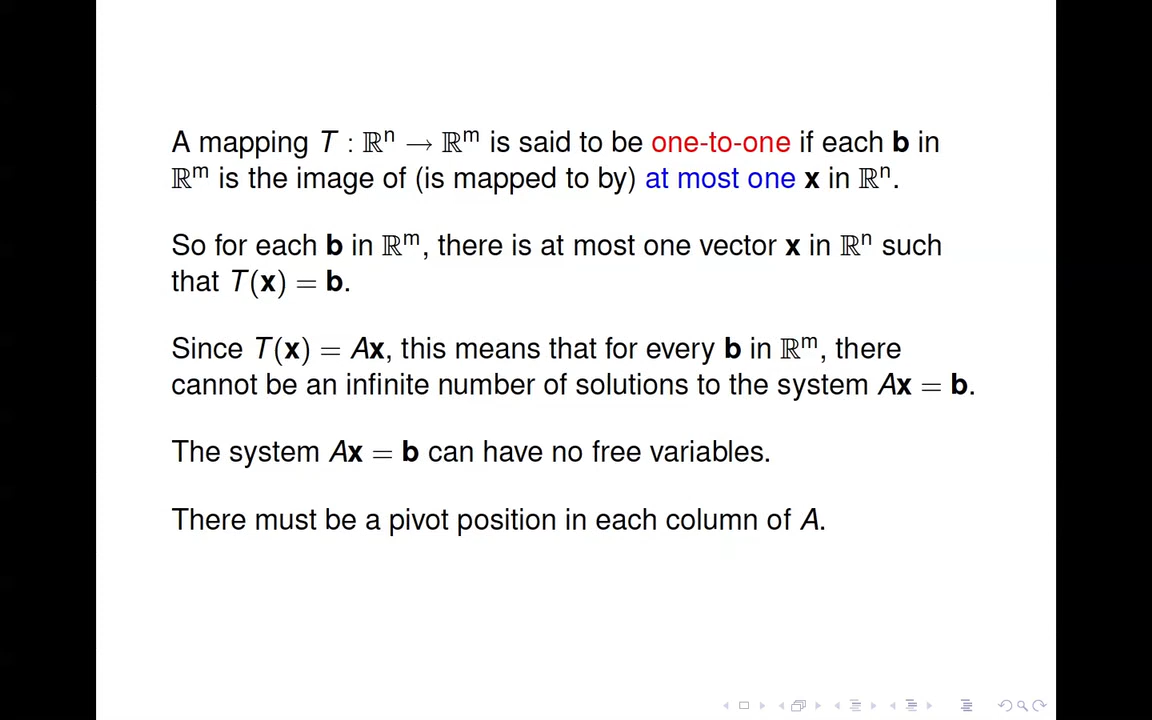 A mapping T : ℝⁿ → ℝᵐ is said to be one-to-one if each b in
ℝᵐ is the image of (is mapped to by) at most one x in ℝⁿ.
So for each b in ℝᵐ, there is at most one vector x in ℝⁿ such
that T(x) = b.
Since T(x) = Ax, this means that for every b in ℝᵐ, there
cannot be an infinite number of solutions to the system Ax = b.
The system Ax = b can have no free variables.
There must be a pivot position in each column of A.